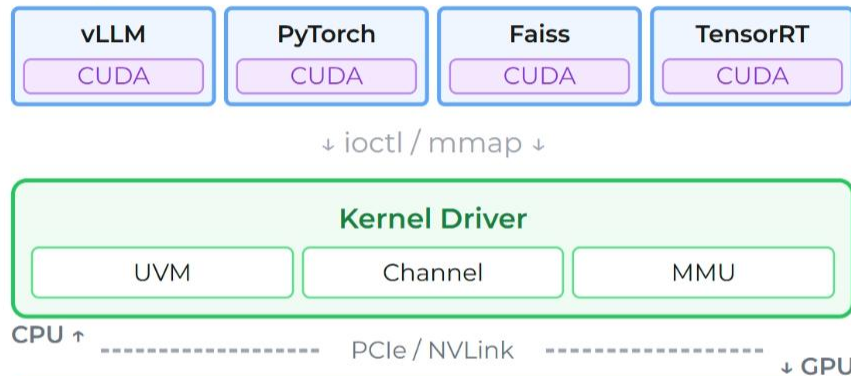 vLLM PyTorch Faiss TensorRT
CUDA CUDA CUDA CUDA
↓ ioctl / mmap ↓
Kernel Driver
UVM Channel MMU
CPU ↑
PCIe / NVLink
↓ GPU